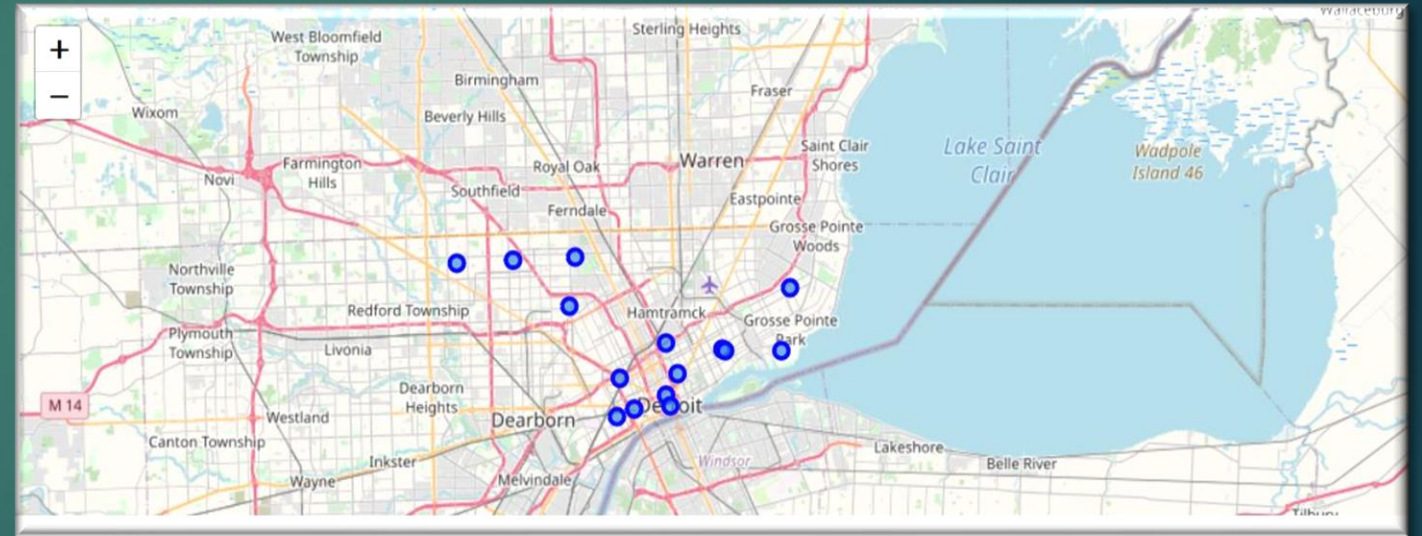 Wallaceburg
+
−
West Bloomfield
Township
Sterling Heights
Birmingham
Fraser
Wixom
Beverly Hills
Farmington
Hills
Novi
Royal Oak
Warren
Saint Clair
Shores
Southfield
Ferndale
Eastpointe
Grosse Pointe
Woods
Lake Saint
Clair
Wadpole
Island 46
Northville
Township
Redford Township
Hamtramck
Grosse Pointe
Park
Plymouth
Township
Livonia
M 14
Dearborn
Heights
Westland
Dearborn
Detroit
Canton Township
Inkster
Wayne
Melvindale
Windsor
Lakeshore
Belle River
Tilbury